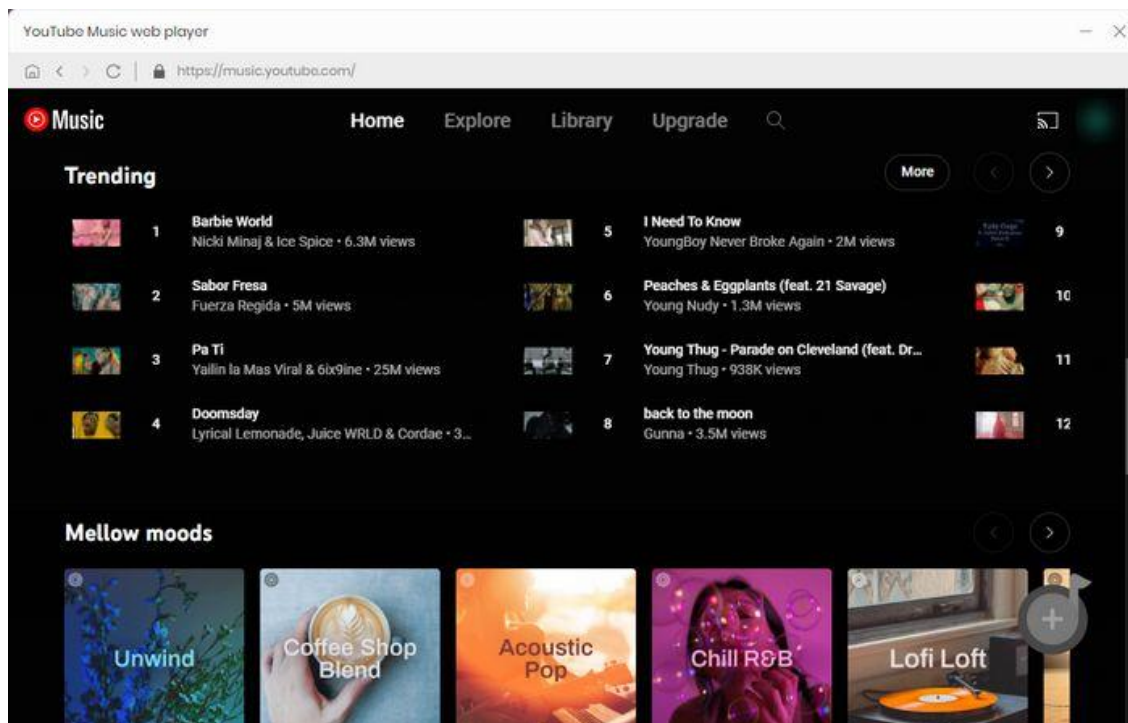 YouTube Music web player
https://music.youtube.com/
Music
Home
Explore
Library
Upgrade
Trending
More
1
Barbie World
Nicki Minaj & Ice Spice • 6.3M views
2
Sabor Fresa
Fuerza Regida • 5M views
3
Pa Ti
Yailin la Mas Viral & 6ix9ine • 25M views
4
Doomsday
Lyrical Lemonade, Juice WRLD & Cordae • 3...
5
I Need To Know
YoungBoy Never Broke Again • 2M views
6
Peaches & Eggplants (feat. 21 Savage)
Young Nudy • 1.3M views
7
Young Thug - Parade on Cleveland (feat. Dr...
Young Thug • 938K views
8
back to the moon
Gunna • 3.5M views
9
10
11
12
Mellow moods
Unwind
Coffee Shop
Blend
Acoustic
Pop
Chill R&B
Lofi Loft